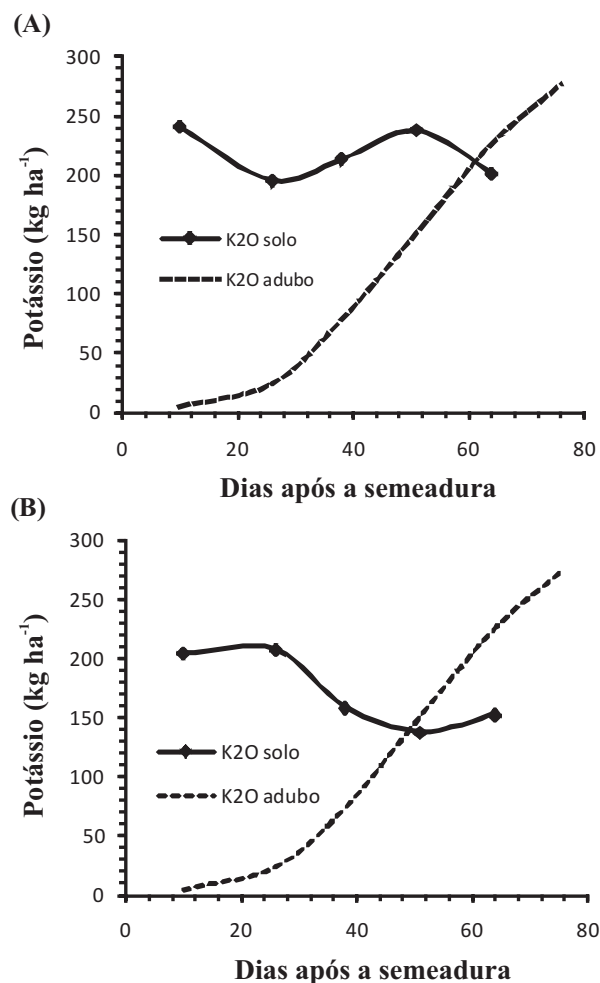 (A)
300
250
200
150
100
50
0
Potássio (kg ha-1)
K2O solo
K2O adubo
0 20 40 60 80
Dias após a semeadura
(B)
300
250
200
150
100
50
0
Potássio (kg ha-1)
K2O solo
K2O adubo
0 20 40 60 80
Dias após a semeadura